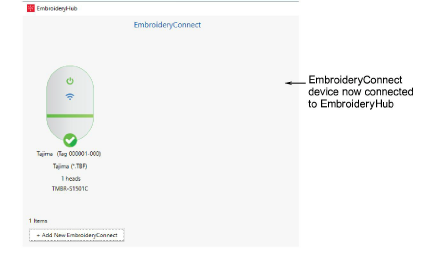 EmbroideryHub
EmbroideryConnect
EmbroideryConnect
device now connected
to EmbroideryHub
Tajima (Tag 000001-000)
Tajima (*.TBF)
1 heads
TMBR-S1501C
1 Items
+ Add New EmbroideryConnect